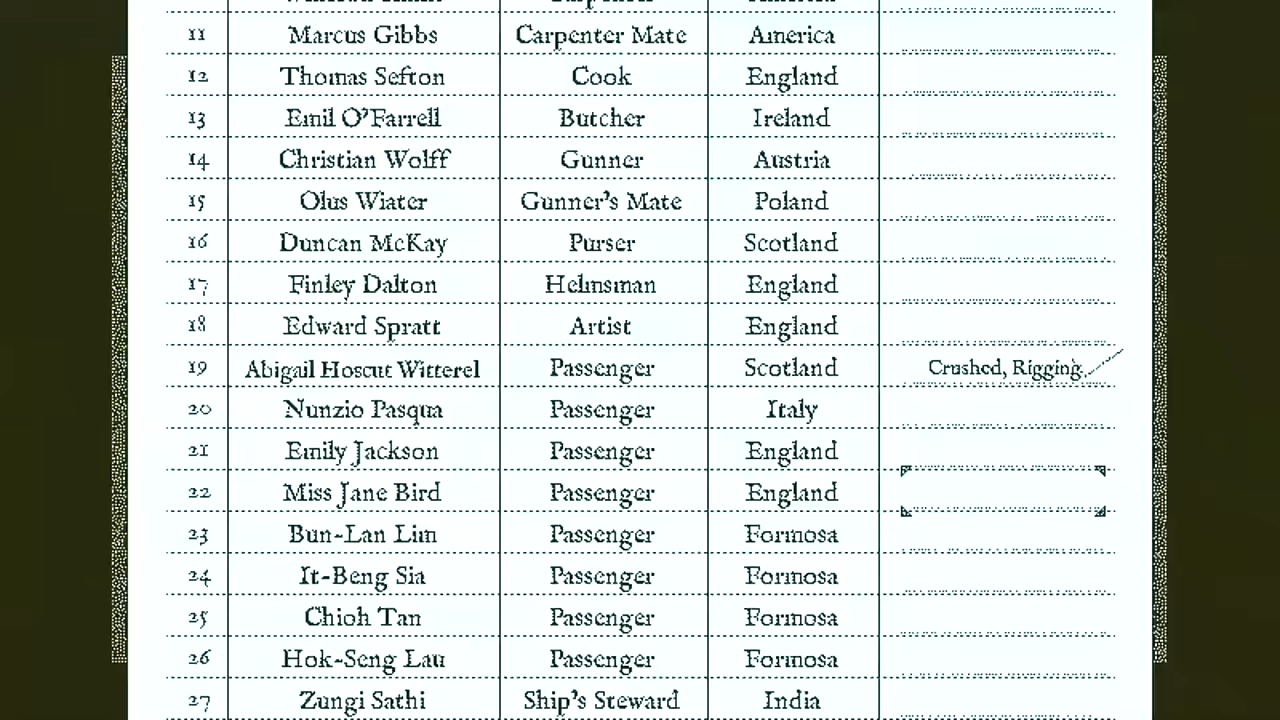 11 Marcus Gibbs Carpenter Mate America
12 Thomas Sefton Cook England
13 Emil O'Farrell Butcher Ireland
14 Christian Wolff Gunner Austria
15 Olus Wiater Gunner's Mate Poland
16 Duncan McKay Purser Scotland
17 Finley Dalton Helmsman England
18 Edward Spratt Artist England
19 Abigail Hoscut Witterel Passenger Scotland Crushed, Rigging
20 Nunzio Pasqua Passenger Italy
21 Emily Jackson Passenger England
22 Miss Jane Bird Passenger England
23 Bun-Lan Lim Passenger Formosa
24 It-Beng Sia Passenger Formosa
25 Chioh Tan Passenger Formosa
26 Hok-Seng Lau Passenger Formosa
27 Zungi Sathi Ship's Steward India